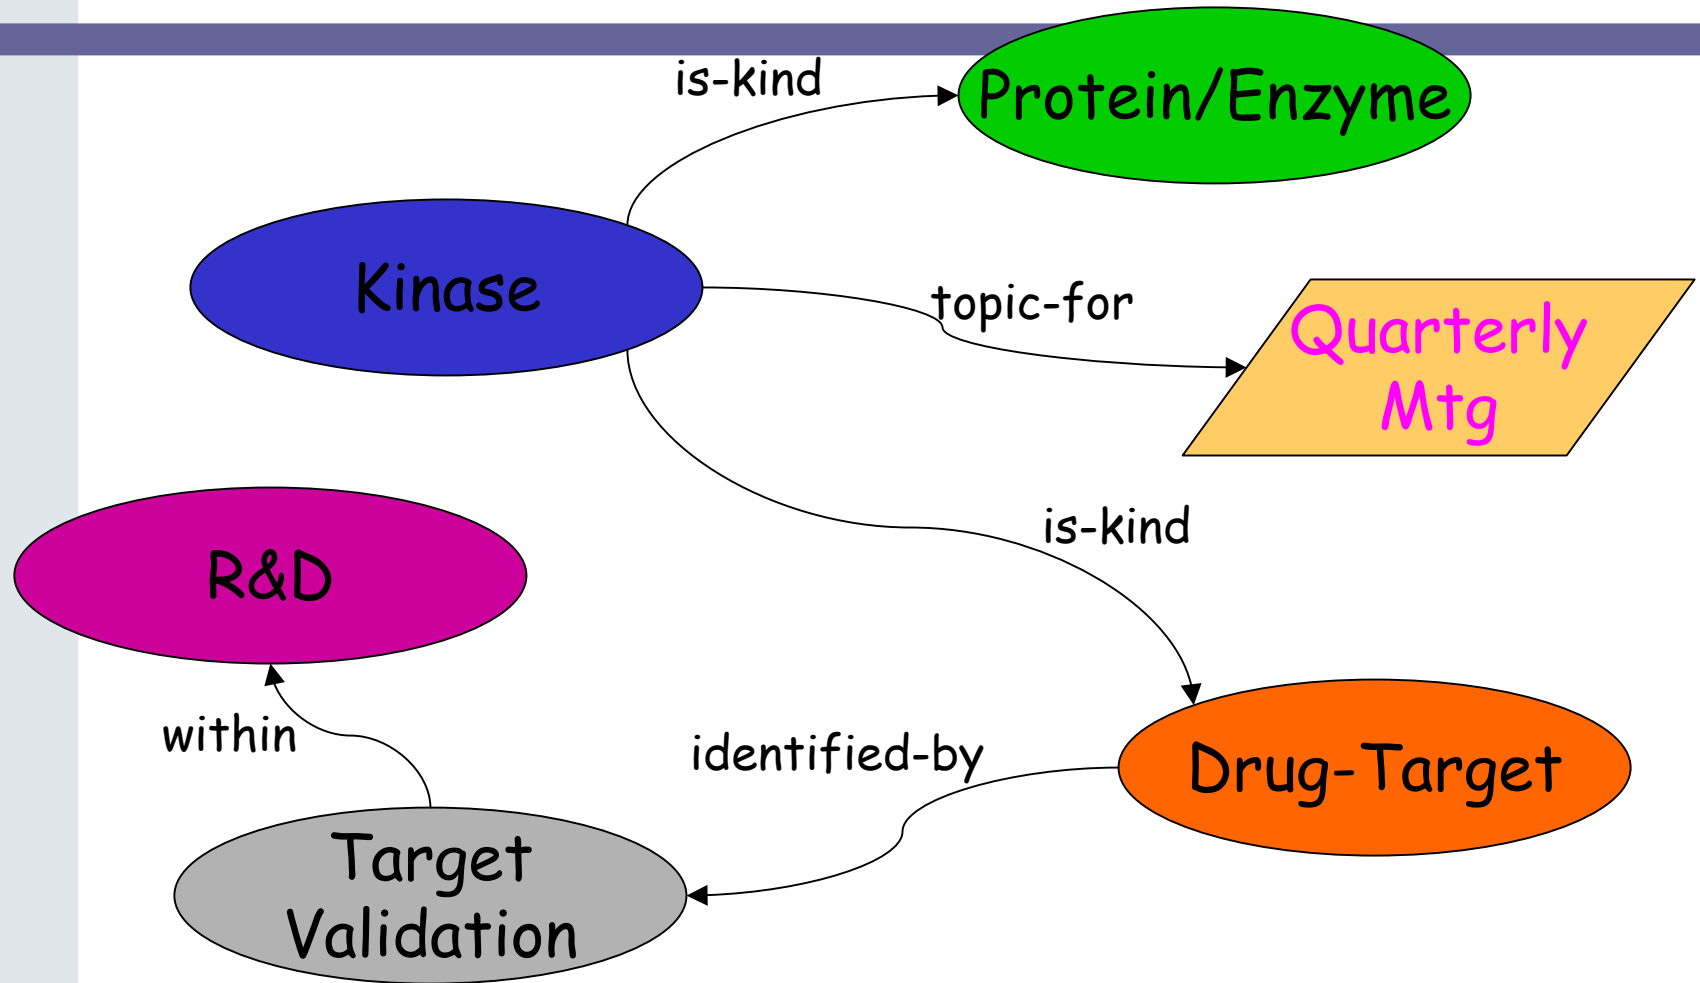 is-kind
Protein/Enzyme
Kinase
topic-for
Quarterly
Mtg
is-kind
R&D
within
identified-by
Drug-Target
Target
Validation